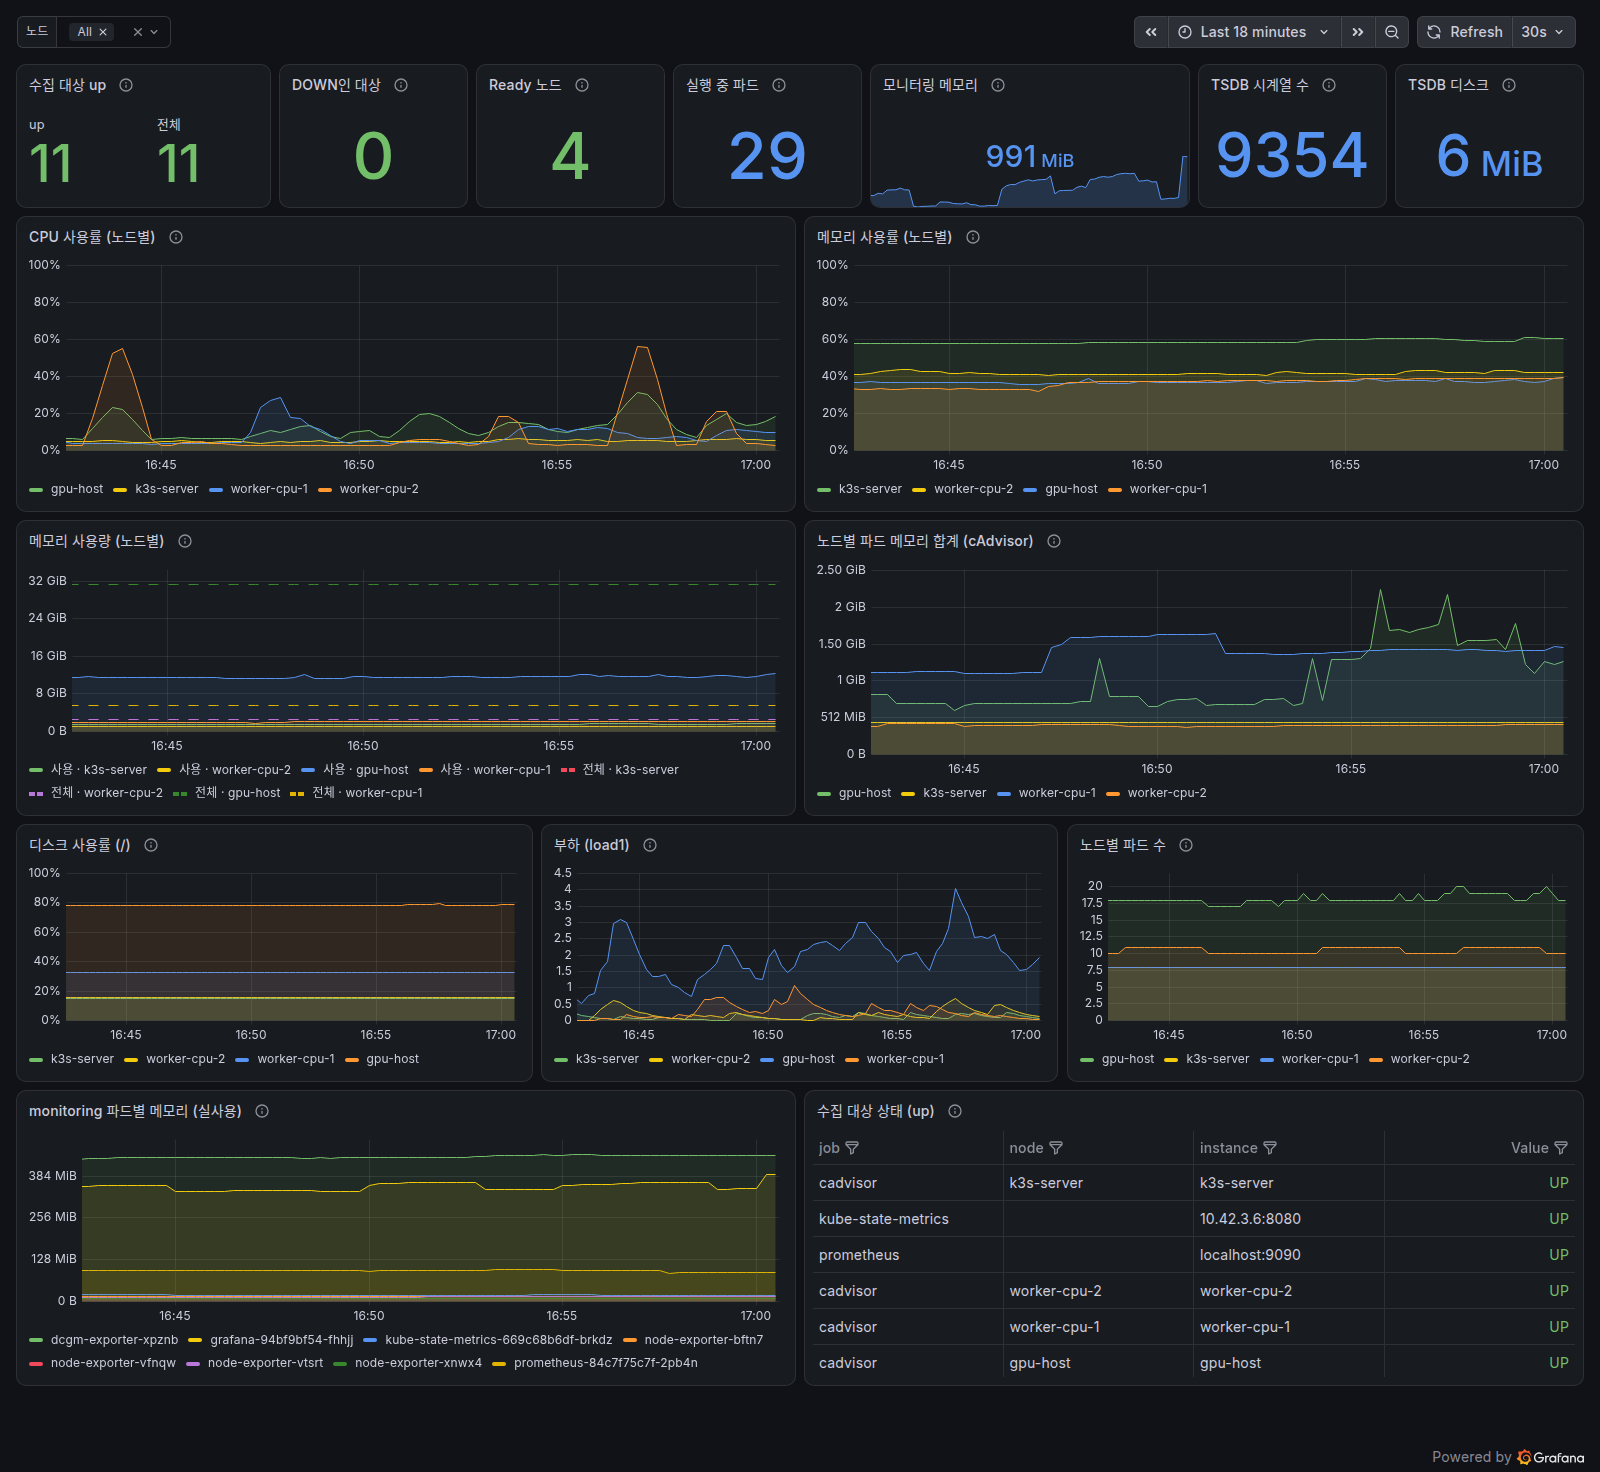 노드 All
Last 18 minutes Refresh 30s
수집 대상 up DOWN인 대상 Ready 노드 실행 중 파드 모니터링 메모리 TSDB 시계열 수 TSDB 디스크
up 전체
11 11 0 4 29 991 MiB 9354 6 MiB
CPU 사용률 (노드별)
100%
80%
60%
40%
20%
0%
16:45 16:50 16:55 17:00
gpu-host k3s-server worker-cpu-1 worker-cpu-2
메모리 사용률 (노드별)
100%
80%
60%
40%
20%
0%
16:45 16:50 16:55 17:00
k3s-server worker-cpu-2 gpu-host worker-cpu-1
메모리 사용량 (노드별)
32 GiB
24 GiB
16 GiB
8 GiB
0 B
16:45 16:50 16:55 17:00
사용 · k3s-server 사용 · worker-cpu-2 사용 · gpu-host 사용 · worker-cpu-1 전체 · k3s-server
전체 · worker-cpu-2 전체 · gpu-host 전체 · worker-cpu-1
노드별 파드 메모리 합계 (cAdvisor)
2.50 GiB
2 GiB
1.50 GiB
1 GiB
512 MiB
0 B
16:45 16:50 16:55 17:00
gpu-host k3s-server worker-cpu-1 worker-cpu-2
디스크 사용률 (/)
100%
80%
60%
40%
20%
0%
16:45 16:50 16:55 17:00
k3s-server worker-cpu-2 worker-cpu-1 gpu-host
부하 (load1)
4.5
4
3.5
3
2.5
2
1.5
1
0.5
0
16:45 16:50 16:55 17:00
k3s-server worker-cpu-2 gpu-host worker-cpu-1
노드별 파드 수
20
17.5
15
12.5
10
7.5
5
2.5
0
16:45 16:50 16:55 17:00
gpu-host k3s-server worker-cpu-1 worker-cpu-2
monitoring 파드별 메모리 (실사용)
384 MiB
256 MiB
128 MiB
0 B
16:45 16:50 16:55 17:00
dcgm-exporter-xpznb grafana-94bf9bf54-fhhjj kube-state-metrics-669c68b6df-brkdz node-exporter-bftn7
node-exporter-vfnqw node-exporter-vtsrt node-exporter-xnwx4 prometheus-84c7f75c7f-2pb4n
수집 대상 상태 (up)
job node instance Value
cadvisor k3s-server k3s-server UP
kube-state-metrics 10.42.3.6:8080 UP
prometheus localhost:9090 UP
cadvisor worker-cpu-2 worker-cpu-2 UP
cadvisor worker-cpu-1 worker-cpu-1 UP
cadvisor gpu-host gpu-host UP
Powered by Grafana